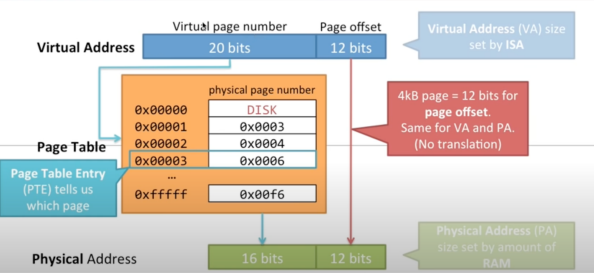 Virtual page number
Page offset
Virtual Address
20 bits
12 bits
Virtual Address (VA) size
set by ISA
physical page number
0x00000
DISK
0x00001
0x0003
0x00002
0x0004
0x00003
0x0006
...
0xfffff
0x00f6
Page Table
Page Table Entry
(PTE) tells us
which page
4kB page = 12 bits for
page offset.
Same for VA and PA.
(No translation)
Physical Address
16 bits
12 bits
Physical Address (PA)
size set by amount of
RAM